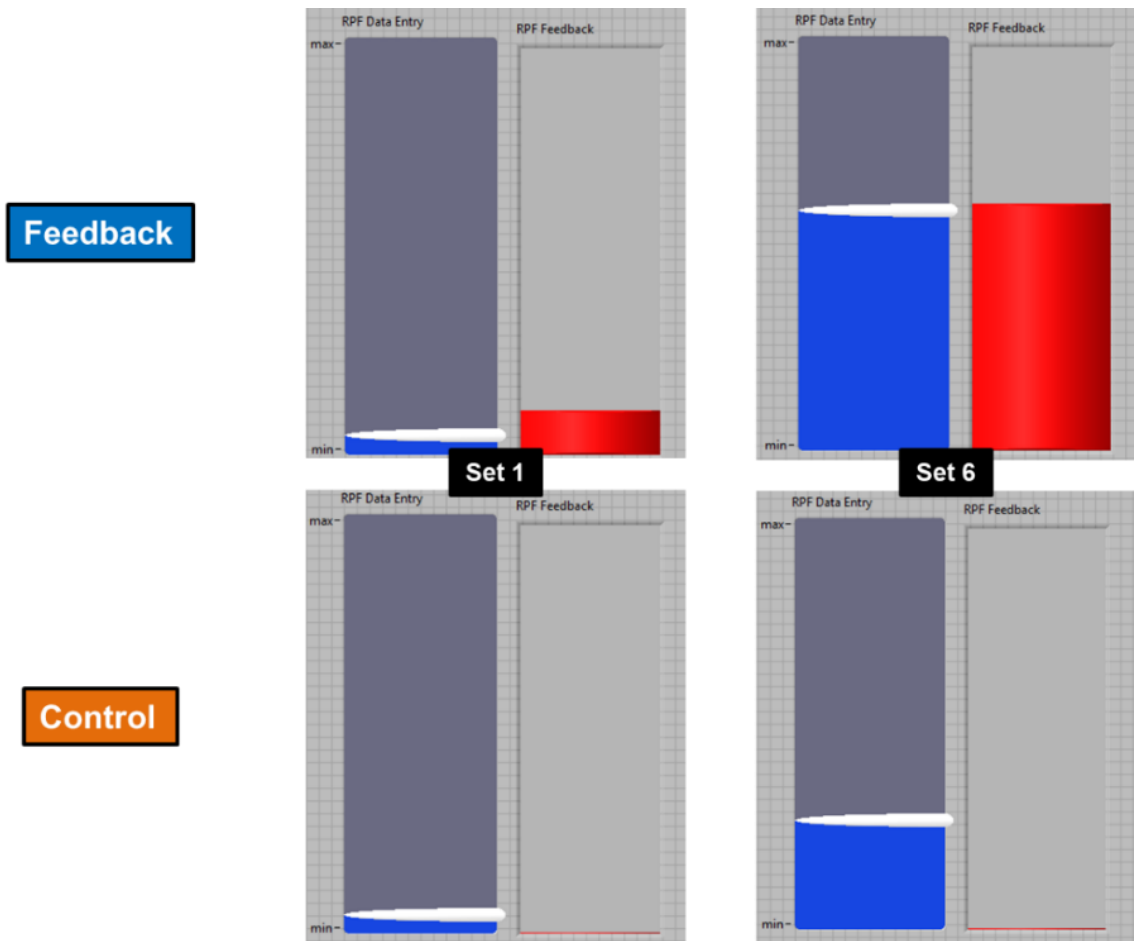 RPF Data Entry
RPF Feedback
max
min
RPF Data Entry
RPF Feedback
max
min
Feedback
Set 1
Set 6
RPF Data Entry
RPF Feedback
max
min
RPF Data Entry
RPF Feedback
max
min
Control